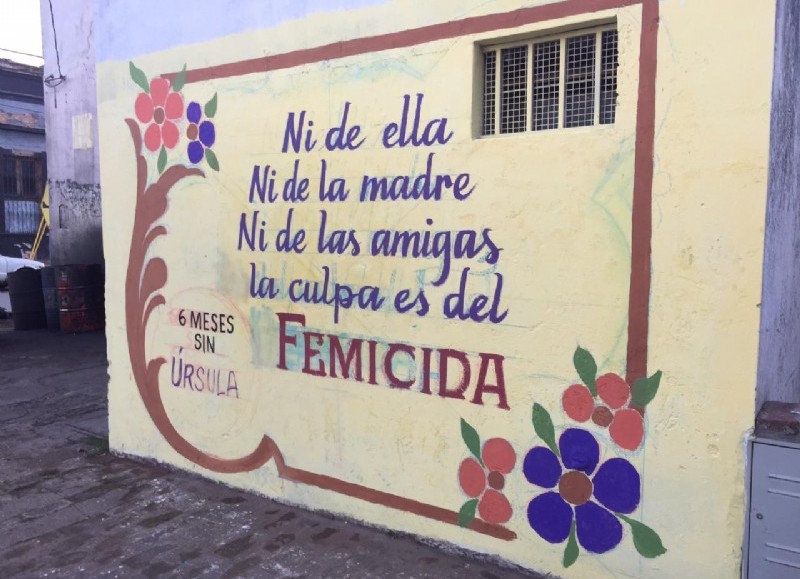 Ni de ella
Ni de la madre
Ni de las amigas
la culpa es del
FEMICIDA
6 MESES
SIN
ÚRSULA